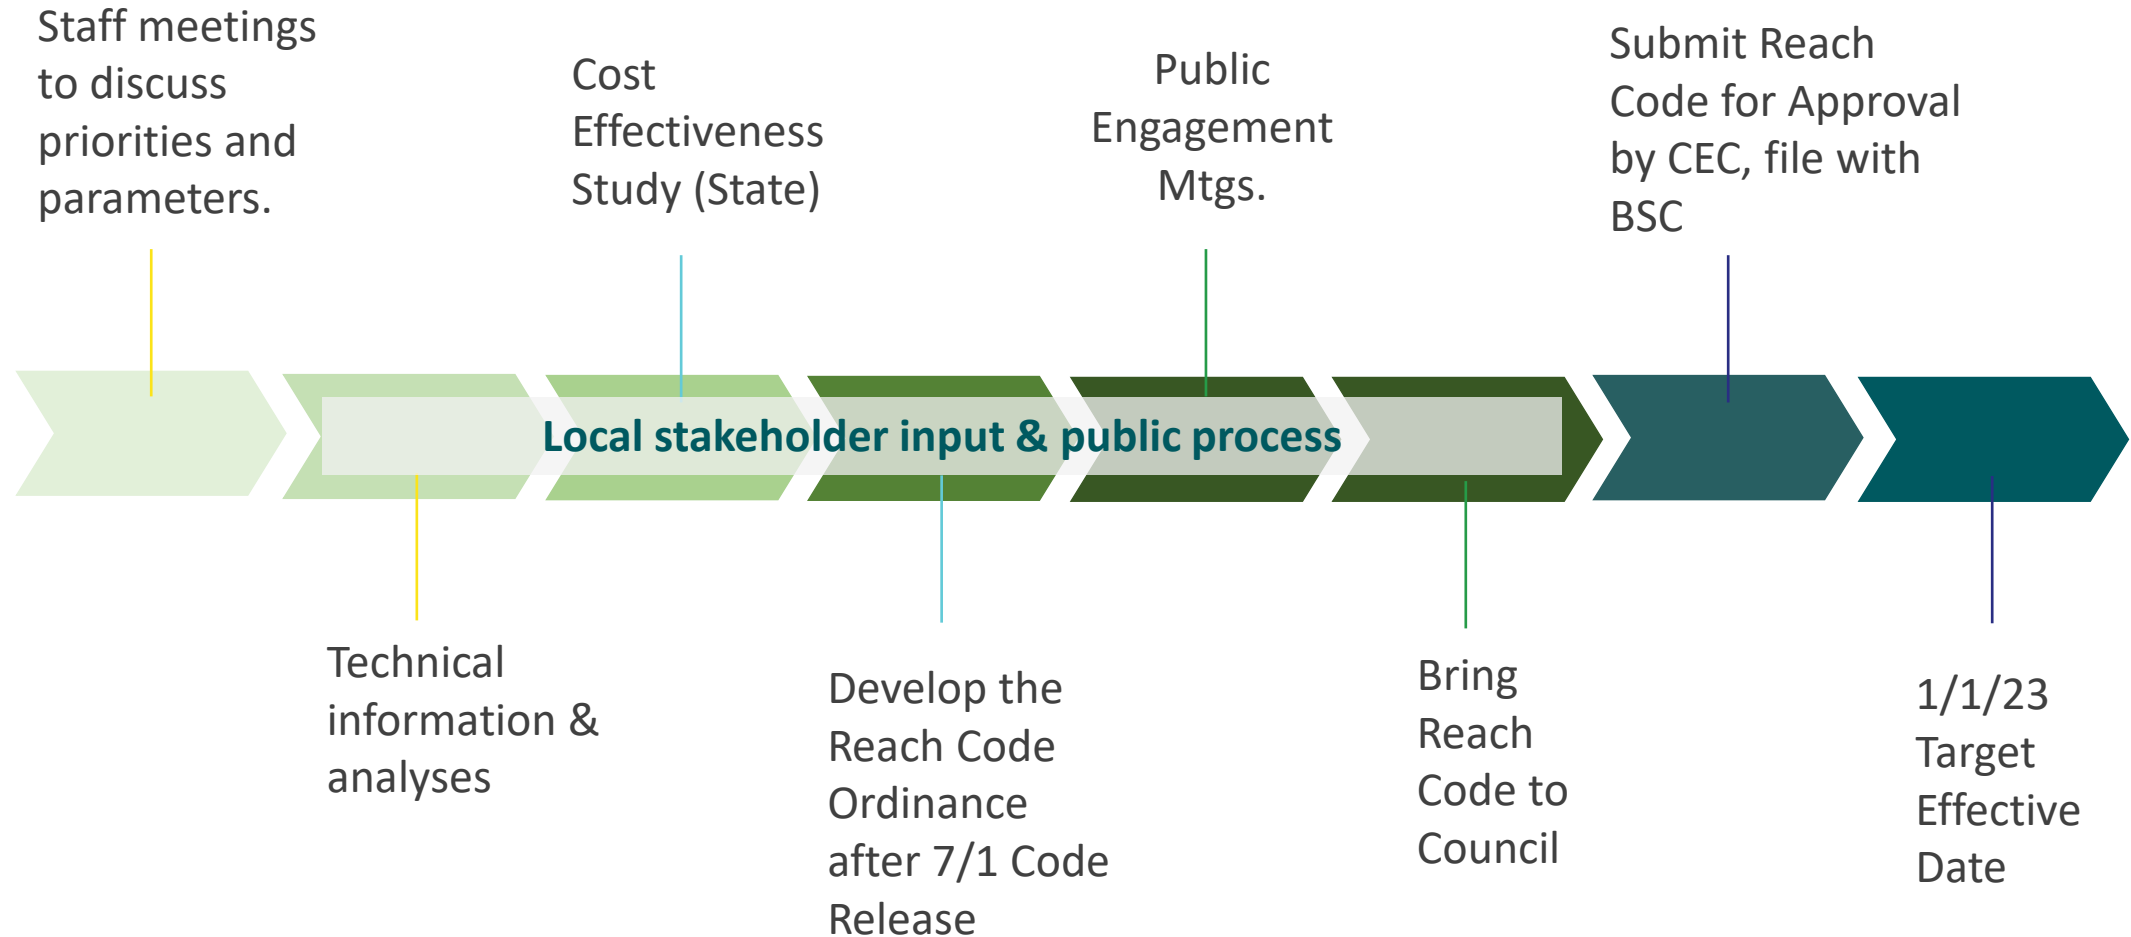 Staff meetings
to discuss
priorities and
parameters.
Cost
Effectiveness
Study (State)
Public
Engagement
Mtgs.
Submit Reach
Code for Approval
by CEC, file with
BSC
Local stakeholder input & public process
Technical
information &
analyses
Develop the
Reach Code
Ordinance
after 7/1 Code
Release
Bring
Reach
Code to
Council
1/1/23
Target
Effective
Date